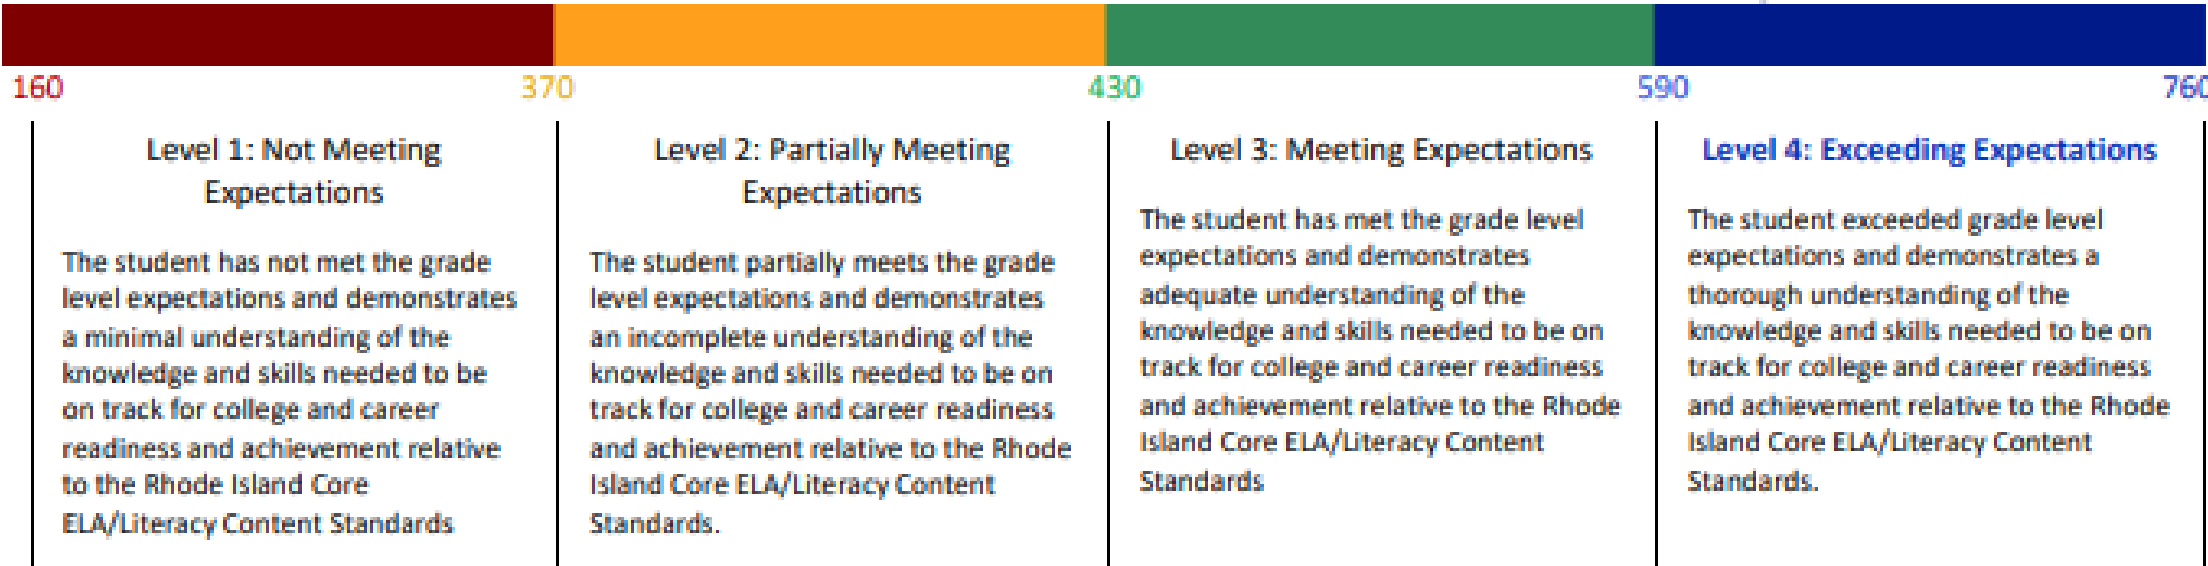 160 370 430 590 760
Level 1: Not Meeting
Expectations
The student has not met the grade
level expectations and demonstrates
a minimal understanding of the
knowledge and skills needed to be
on track for college and career
readiness and achievement relative
to the Rhode Island Core
ELA/Literacy Content Standards
Level 2: Partially Meeting
Expectations
The student partially meets the grade
level expectations and demonstrates
an incomplete understanding of the
knowledge and skills needed to be on
track for college and career readiness
and achievement relative to the Rhode
Island Core ELA/Literacy Content
Standards.
Level 3: Meeting Expectations
The student has met the grade level
expectations and demonstrates
adequate understanding of the
knowledge and skills needed to be on
track for college and career readiness
and achievement relative to the Rhode
Island Core ELA/Literacy Content
Standards
Level 4: Exceeding Expectations
The student exceeded grade level
expectations and demonstrates a
thorough understanding of the
knowledge and skills needed to be on
track for college and career readiness
and achievement relative to the Rhode
Island Core ELA/Literacy Content
Standards.